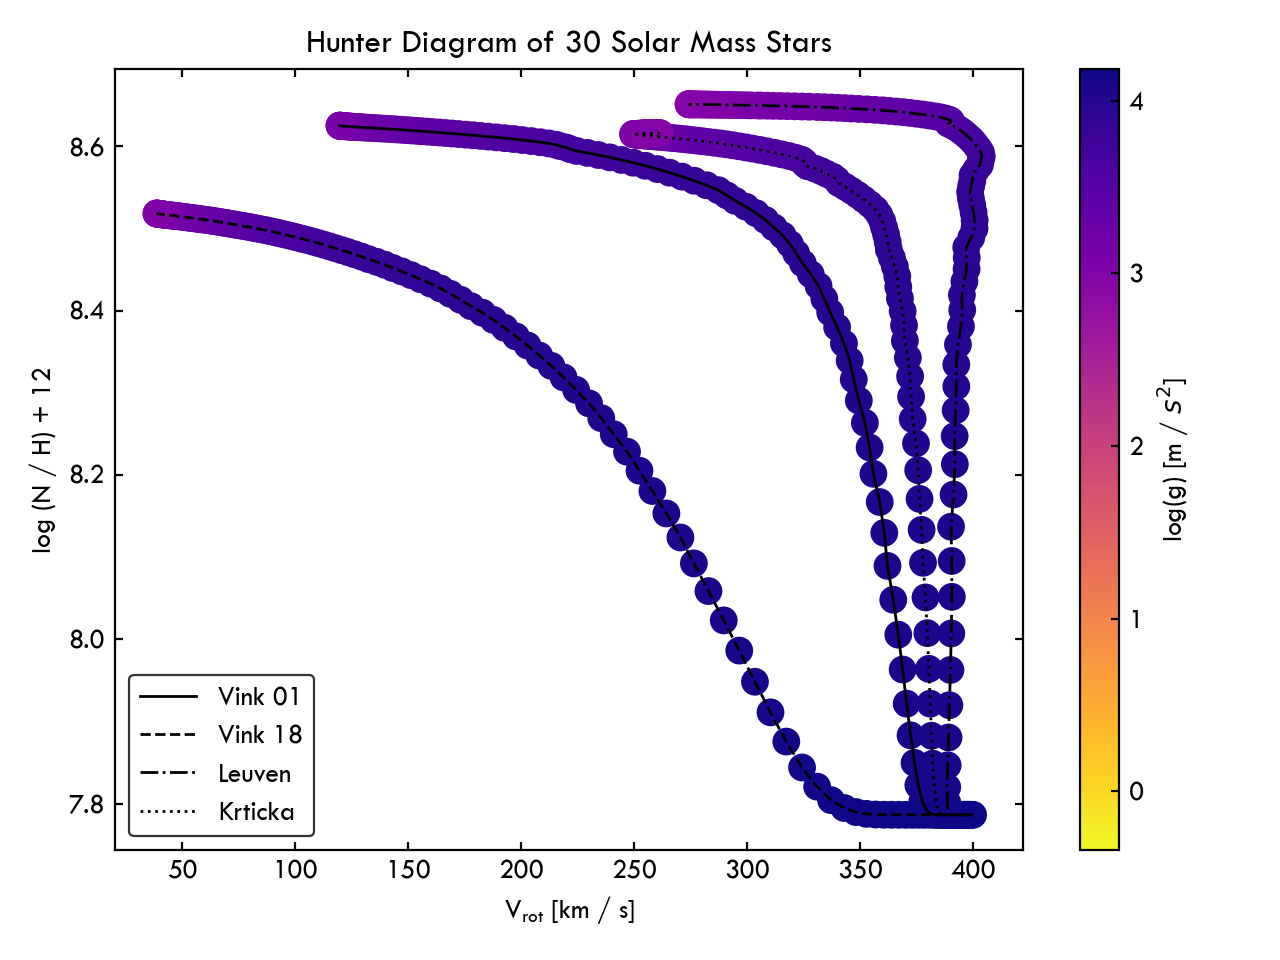 Hunter Diagram of 30 Solar Mass Stars
log (N / H) + 12
8.6
8.4
8.2
8.0
7.8
Vink 01
Vink 18
Leuven
Krticka
50 100 150 200 250 300 350 400
V_rot [km / s]
4
3
2
1
0
log(g) [m / s²]